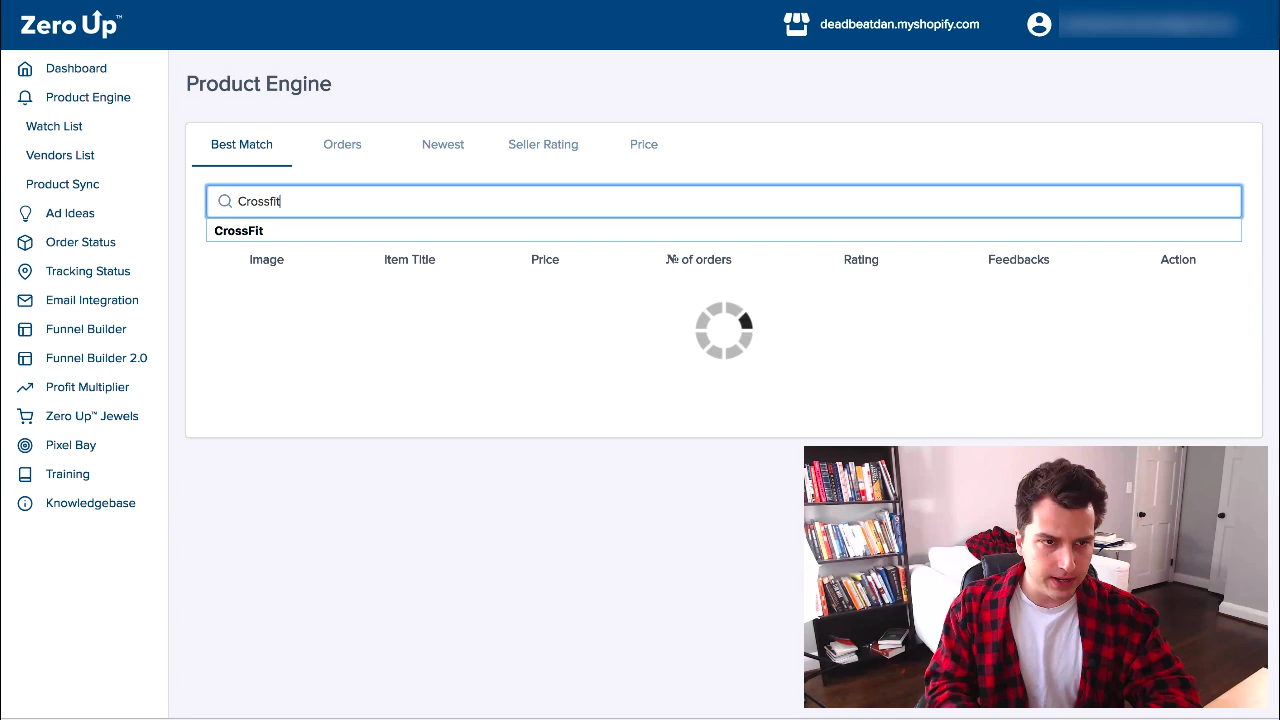 Zero Up™
deadbeatdan.myshopify.com
Dashboard
Product Engine
Watch List
Vendors List
Product Sync
Ad Ideas
Order Status
Tracking Status
Email Integration
Funnel Builder
Funnel Builder 2.0
Profit Multiplier
Zero Up™ Jewels
Pixel Bay
Training
Knowledgebase
Product Engine
Best Match Orders Newest Seller Rating Price
Crossfit
CrossFit
Image Item Title Price № of orders Rating Feedbacks Action